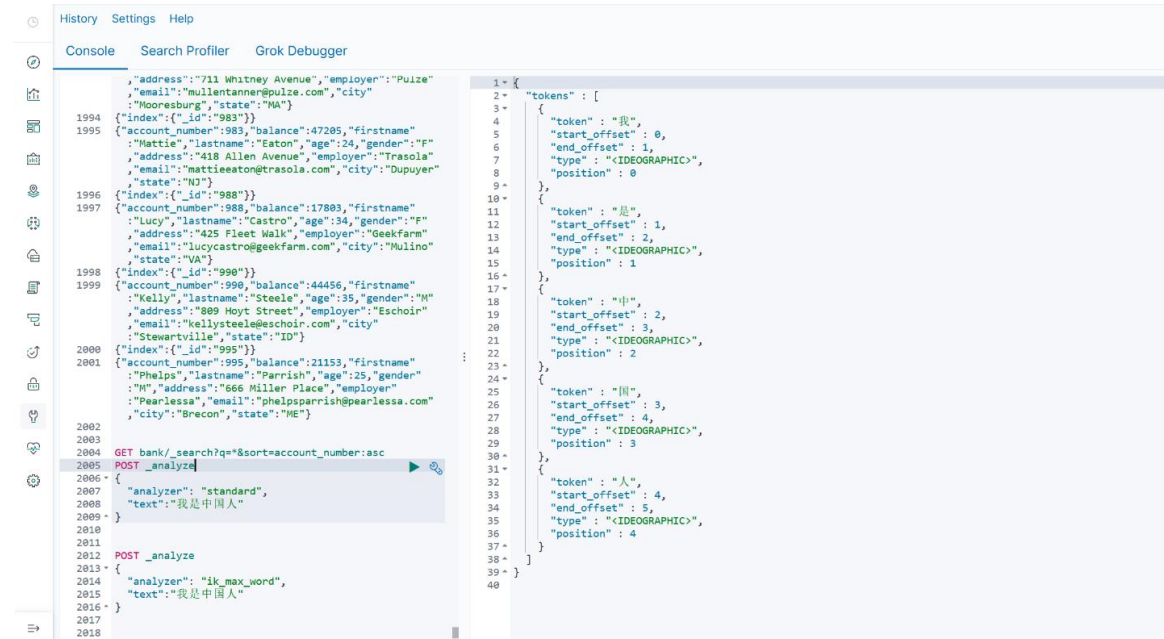 History Settings Help
Console Search Profiler Grok Debugger
,"address":"711 Whitney Avenue","employer":"Pulze"
,"email":"mullentanner@pulze.com","city"
:"Mooresburg","state":"MA"}
1994 {"index":{"_id":"983"}}
1995 {"account_number":983,"balance":47205,"firstname"
:"Mattie","lastname":"Eaton","age":24,"gender":"F"
,"address":"418 Allen Avenue","employer":"Trasola"
,"email":"mattieeaton@trasola.com","city":"Dupuyer"
,"state":"NJ"}
1996 {"index":{"_id":"988"}}
1997 {"account_number":988,"balance":17803,"firstname"
:"Lucy","lastname":"Castro","age":34,"gender":"F"
,"address":"425 Fleet Walk","employer":"Geekfarm"
,"email":"lucycastro@geekfarm.com","city":"Mulino"
,"state":"VA"}
1998 {"index":{"_id":"990"}}
1999 {"account_number":990,"balance":44456,"firstname"
:"Kelly","lastname":"Steele","age":35,"gender":"M"
,"address":"809 Hoyt Street","employer":"Eschoir"
,"email":"kellysteele@eschoir.com","city"
:"Stewartville","state":"ID"}
2000 {"index":{"_id":"995"}}
2001 {"account_number":995,"balance":21153,"firstname"
:"Phelps","lastname":"Parrish","age":25,"gender"
:"M","address":"666 Miller Place","employer"
:"Pearlessa","email":"phelpsparrish@pearlessa.com"
,"city":"Brecon","state":"ME"}
2002
2003
2004 GET bank/_search?q=*&sort=account_number:asc
2005 POST _analyze
2006 {
2007 "analyzer": "standard",
2008 "text":"我是中国人"
2009 }
2010
2011
2012 POST _analyze
2013 {
2014 "analyzer": "ik_max_word",
2015 "text":"我是中国人"
2016 }
2017
2018
1 {
2 "tokens" : [
3 {
4 "token" : "我",
5 "start_offset" : 0,
6 "end_offset" : 1,
7 "type" : "<IDEOGRAPHIC>",
8 "position" : 0
9 },
10 {
11 "token" : "是",
12 "start_offset" : 1,
13 "end_offset" : 2,
14 "type" : "<IDEOGRAPHIC>",
15 "position" : 1
16 },
17 {
18 "token" : "中",
19 "start_offset" : 2,
20 "end_offset" : 3,
21 "type" : "<IDEOGRAPHIC>",
22 "position" : 2
23 },
24 {
25 "token" : "国",
26 "start_offset" : 3,
27 "end_offset" : 4,
28 "type" : "<IDEOGRAPHIC>",
29 "position" : 3
30 },
31 {
32 "token" : "人",
33 "start_offset" : 4,
34 "end_offset" : 5,
35 "type" : "<IDEOGRAPHIC>",
36 "position" : 4
37 }
38 ]
39 }
40